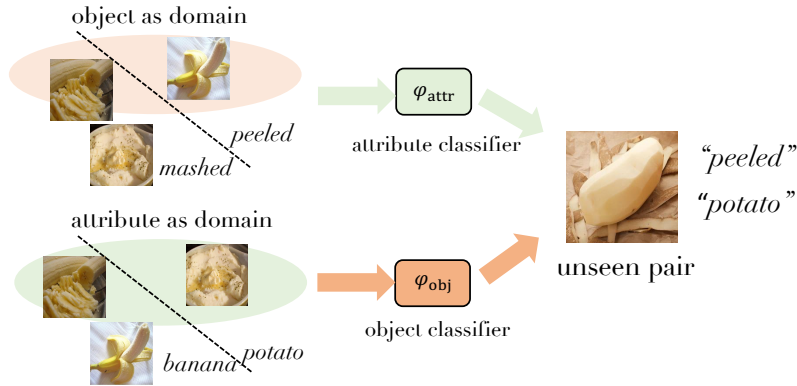 object as domain
peeled
mashed
φattr
attribute classifier
“peeled”
“potato”
unseen pair
attribute as domain
φobj
object classifier
potato
banana